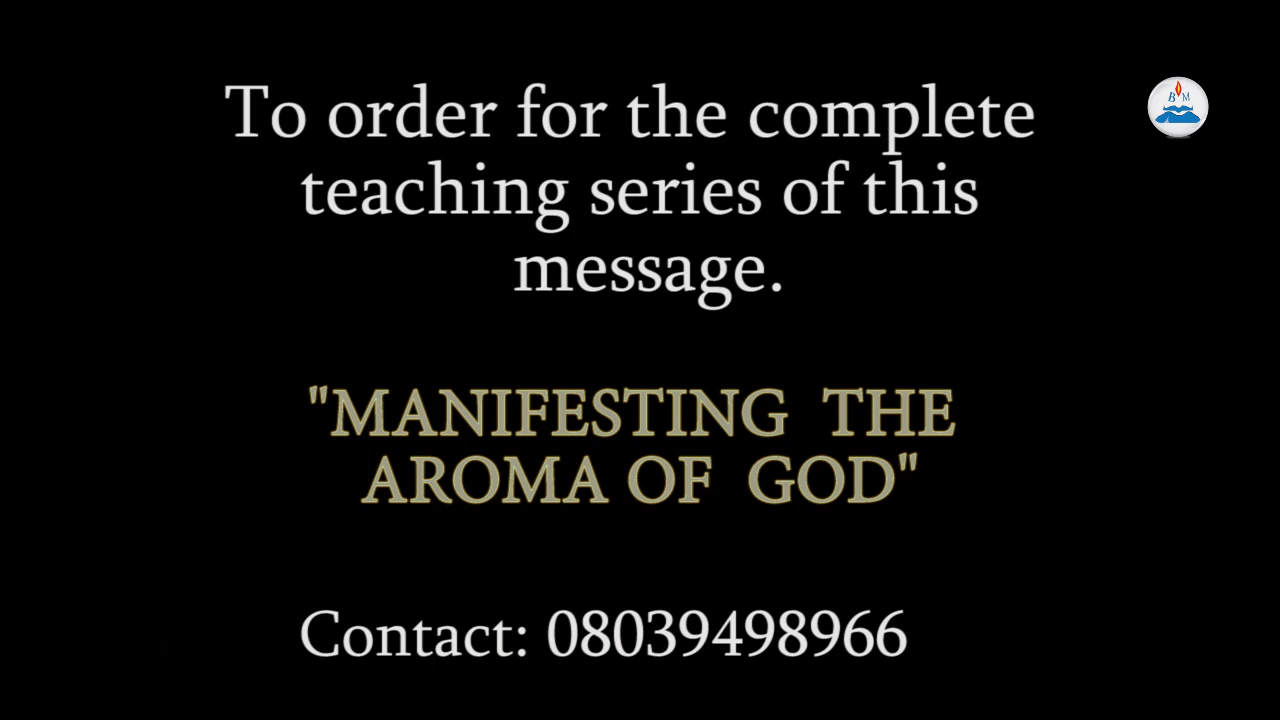 To order for the complete
teaching series of this
message.
"MANIFESTING THE
AROMA OF GOD"
Contact: 08039498966
B M